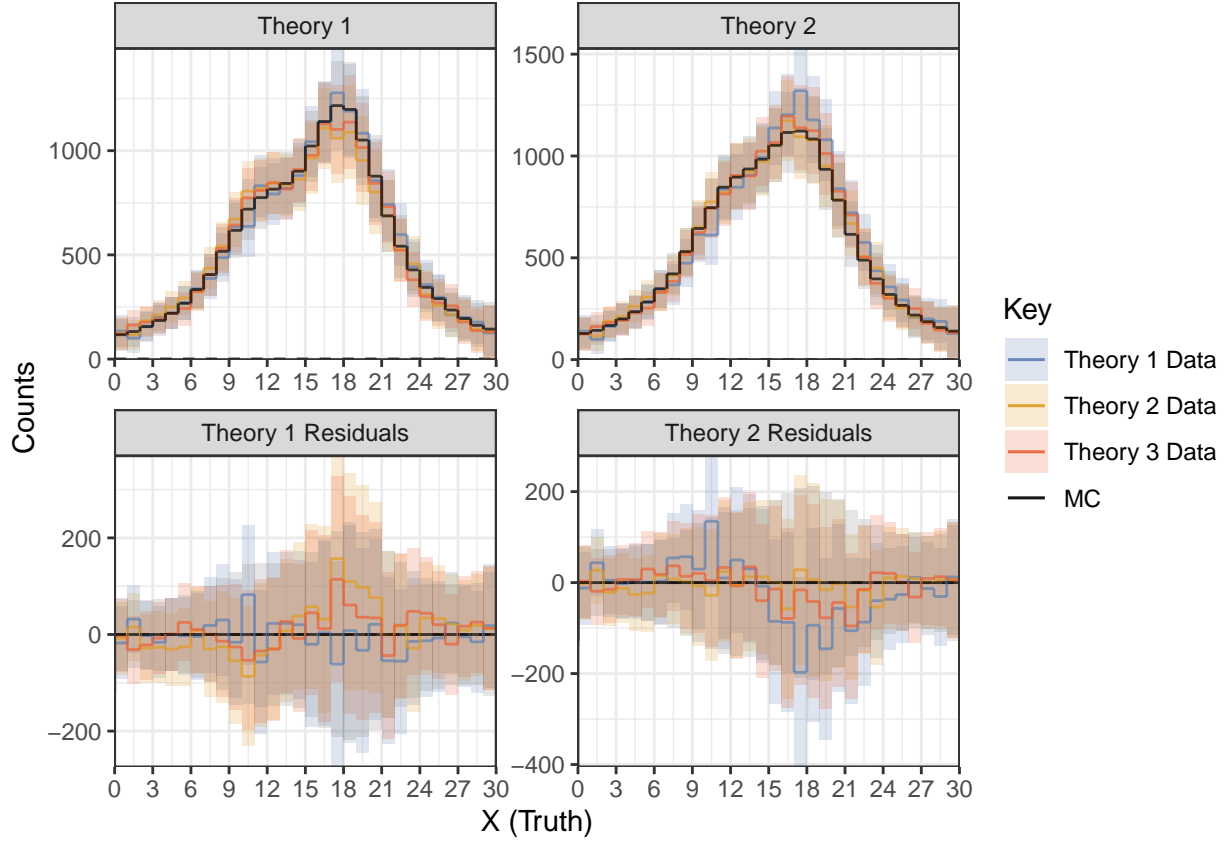 Theory 1
Theory 2
1000
500
0
0 3 6 9 12 15 18 21 24 27 30
1500
1000
500
0
0 3 6 9 12 15 18 21 24 27 30
Counts
Theory 1 Residuals
Theory 2 Residuals
200
0
−200
0 3 6 9 12 15 18 21 24 27 30
200
0
−200
−400
0 3 6 9 12 15 18 21 24 27 30
X (Truth)
Key
Theory 1 Data
Theory 2 Data
Theory 3 Data
MC